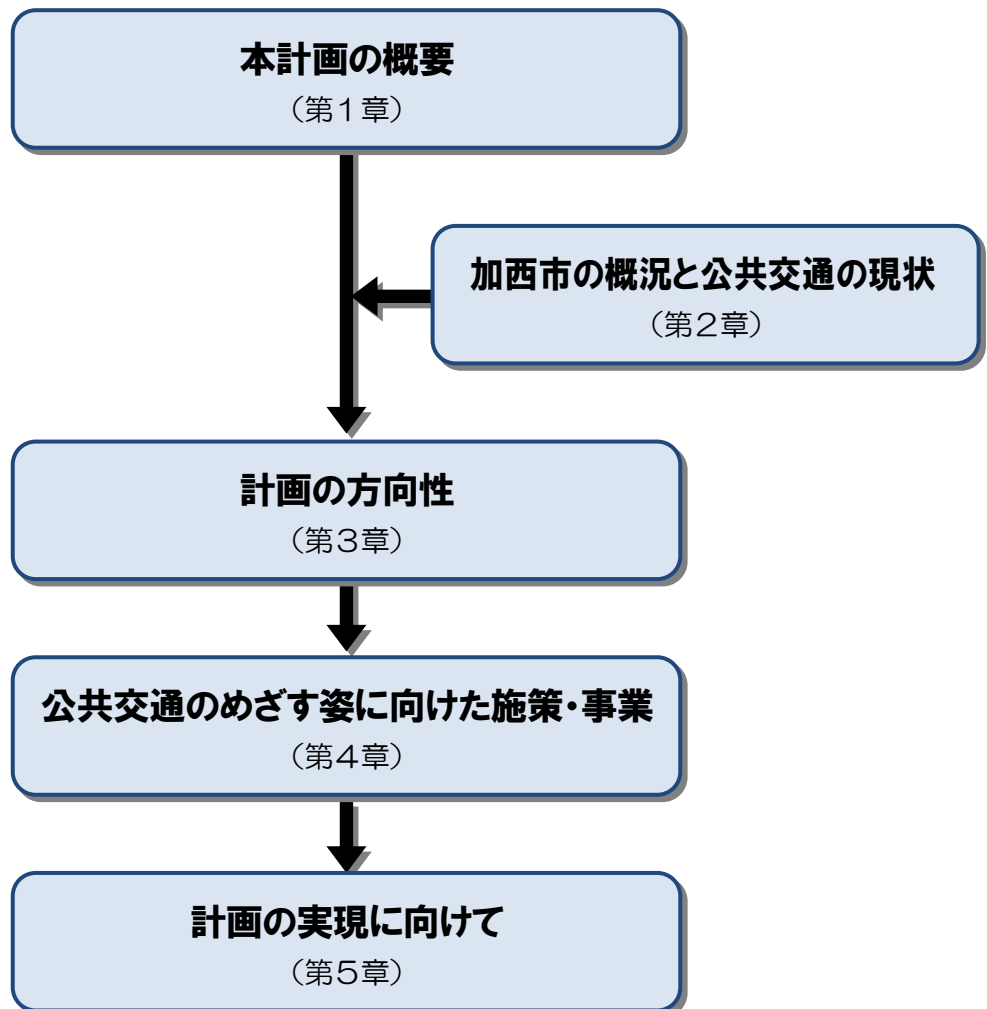 本計画の概要
（第１章）
加西市の概況と公共交通の現状
（第２章）
計画の方向性
（第３章）
公共交通のめざす姿に向けた施策・事業
（第４章）
計画の実現に向けて
（第５章）